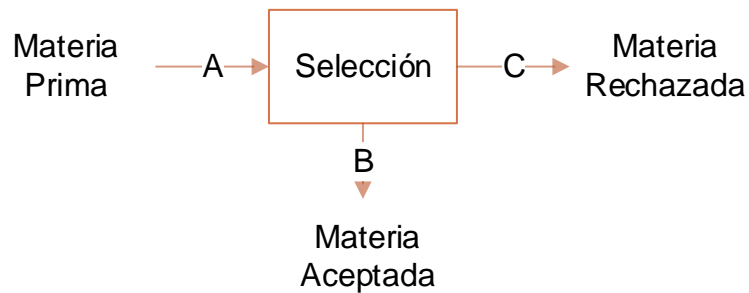 Materia
Prima
A
Selección
C
Materia
Rechazada
B
Materia
Aceptada